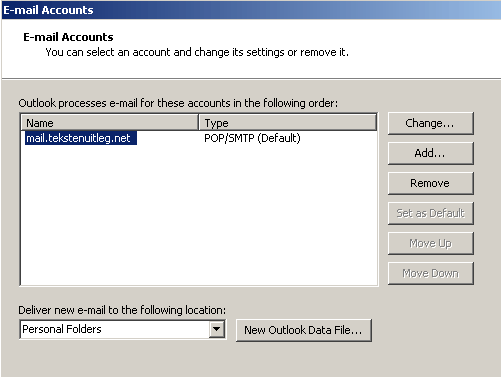 E-mail Accounts
E-mail Accounts
You can select an account and change its settings or remove it.
Outlook processes e-mail for these accounts in the following order:
Name Type
mail.tekstenuitleg.net POP/SMTP (Default)
Change...
Add...
Remove
Set as Default
Move Up
Move Down
Deliver new e-mail to the following location:
Personal Folders New Outlook Data File...